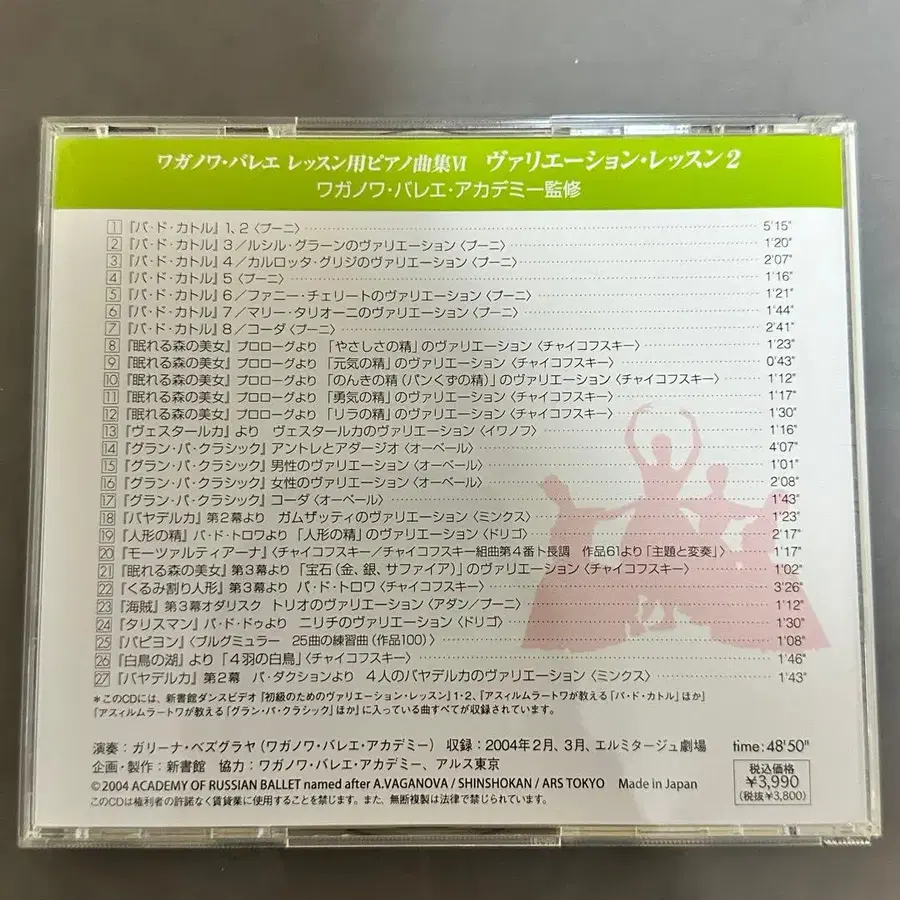 ワガノワ・バレエ レッスン用ピアノ曲集Ⅵ ヴァリエーション・レッスン2
ワガノワ・バレエ・アカデミー監修
1 『パ・ド・カトル』1、2〈プーニ〉 5'15"
2 『パ・ド・カトル』3／ルシル・グラーンのヴァリエーション〈プーニ〉 1'20"
3 『パ・ド・カトル』4／カルロッタ・グリジのヴァリエーション〈プーニ〉 2'07"
4 『パ・ド・カトル』5〈プーニ〉 1'16"
5 『パ・ド・カトル』6／ファニー・チェリートのヴァリエーション〈プーニ〉 1'21"
6 『パ・ド・カトル』7／マリー・タリオーニのヴァリエーション〈プーニ〉 1'44"
7 『パ・ド・カトル』8／コーダ〈プーニ〉 2'41"
8 『眠れる森の美女』プロローグより 「やさしさの精」のヴァリエーション〈チャイコフスキー〉 1'23"
9 『眠れる森の美女』プロローグより 「元気の精」のヴァリエーション〈チャイコフスキー〉 0'43"
10 『眠れる森の美女』プロローグより 「のんきの精（パンくずの精）」のヴァリエーション〈チャイコフスキー〉 1'12"
11 『眠れる森の美女』プロローグより 「勇気の精」のヴァリエーション〈チャイコフスキー〉 1'17"
12 『眠れる森の美女』プロローグより 「リラの精」のヴァリエーション〈チャイコフスキー〉 1'30"
13 『ヴェスタールカ』より ヴェスタールカのヴァリエーション〈イワノフ〉 1'16"
14 『グラン・パ・クラシック』アントレとアダージオ〈オーベール〉 4'07"
15 『グラン・パ・クラシック』男性のヴァリエーション〈オーベール〉 1'01"
16 『グラン・パ・クラシック』女性のヴァリエーション〈オーベール〉 2'08"
17 『グラン・パ・クラシック』コーダ〈オーベール〉 1'43"
18 『バヤデルカ』第2幕より ガムザッティのヴァリエーション〈ミンクス〉 1'23"
19 『人形の精』パ・ド・トロワより 「人形の精」のヴァリエーション〈ドリゴ〉 2'17"
20 『モーツァルティアーナ』〈チャイコフスキー／チャイコフスキー組曲第4番ト長調 作品61より「主題と変奏」〉 1'17"
21 『眠れる森の美女』第3幕より 「宝石（金、銀、サファイア）」のヴァリエーション〈チャイコフスキー〉 1'02"
22 『くるみ割り人形』第3幕より パ・ド・トロワ〈チャイコフスキー〉 3'26"
23 『海賊』第3幕オダリスク トリオのヴァリエーション〈アダン／プーニ〉 1'12"
24 『タリスマン』パ・ド・ドゥより ニリチのヴァリエーション〈ドリゴ〉 1'30"
25 『パピヨン』〈ブルグミュラー 25曲の練習曲（作品100）〉 1'08"
26 『白鳥の湖』より「4羽の白鳥」〈チャイコフスキー〉 1'46"
27 『バヤデルカ』第2幕 パ・ダクションより 4人のバヤデルカのヴァリエーション〈ミンクス〉 1'43"
＊このCDには、新書館ダンスビデオ『初級のためのヴァリエーション・レッスン』1・2、『アスィルムラートワが教える「パ・ド・カトル」ほか』
『アスィルムラートワが教える「グラン・パ・クラシック」ほか』に入っている曲すべてが収録されています。
演奏：ガリーナ・ベズグラヤ（ワガノワ・バレエ・アカデミー） 収録：2004年2月、3月、エルミタージュ劇場 time: 48'50"
企画・製作：新書館 協力：ワガノワ・バレエ・アカデミー、アルス東京
©2004 ACADEMY OF RUSSIAN BALLET named after A.VAGANOVA / SHINSHOKAN / ARS TOKYO Made in Japan
このCDは権利者の許諾なく賃貸業に使用することを禁じます。また、無断複製は法律で禁じられています。
税込価格
¥3,990
（税抜¥3,800）